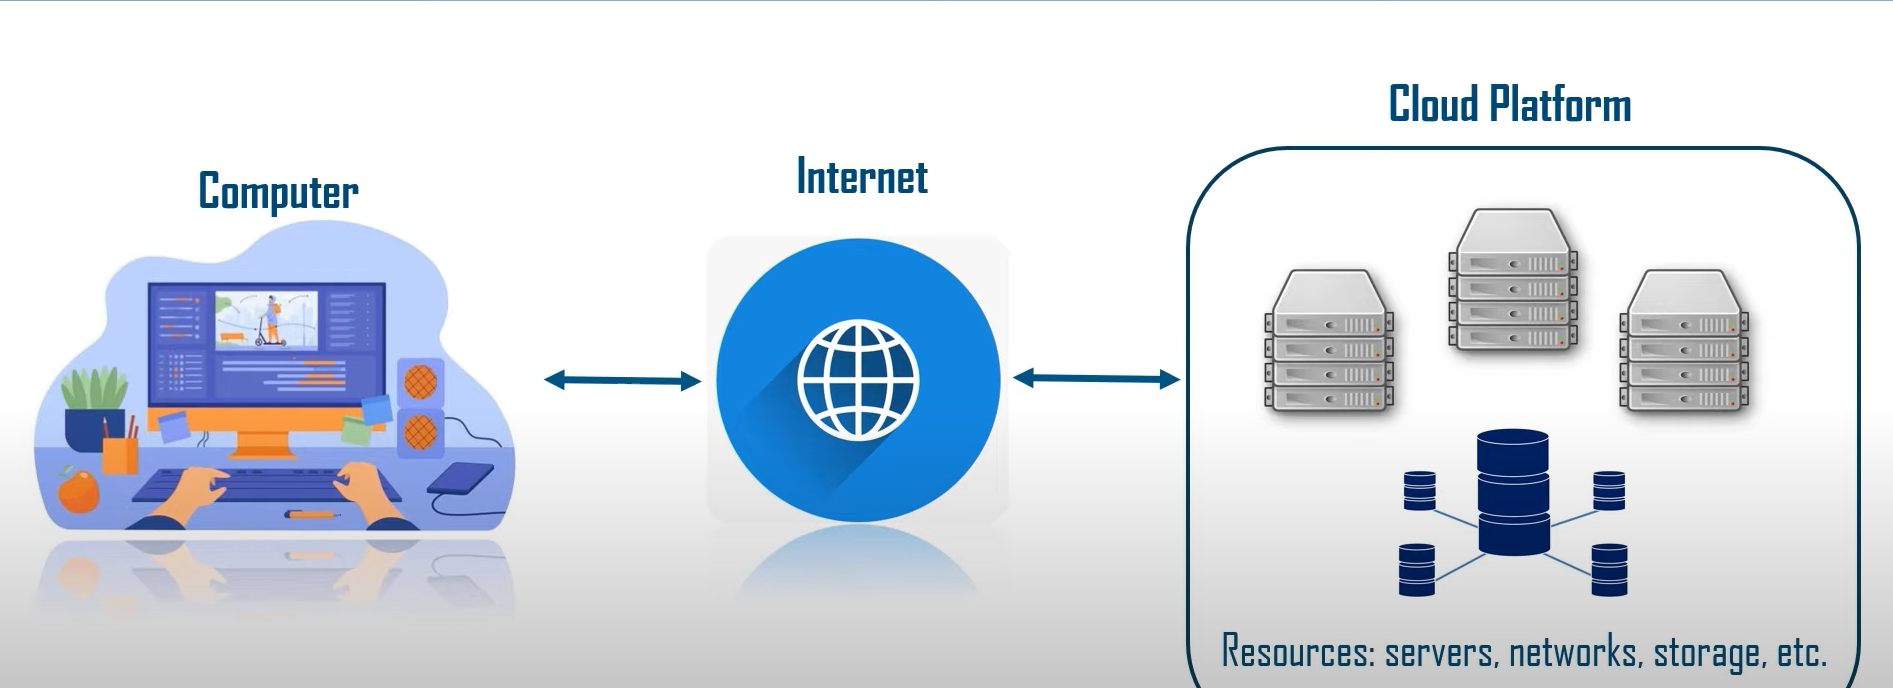 Computer
Internet
Cloud Platform
Resources: servers, networks, storage, etc.